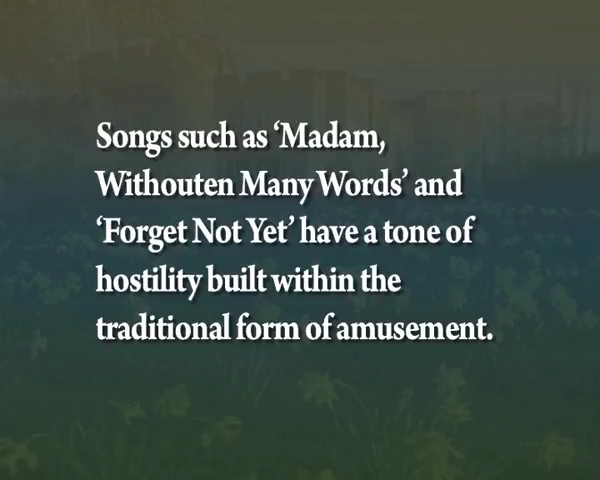 Songs such as ‘Madam,
Withouten Many Words’ and
‘Forget Not Yet’ have a tone of
hostility built within the
traditional form of amusement.